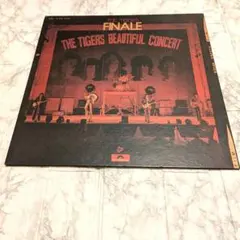 FINALE
THE TIGERS BEAUTIFUL CONCERT